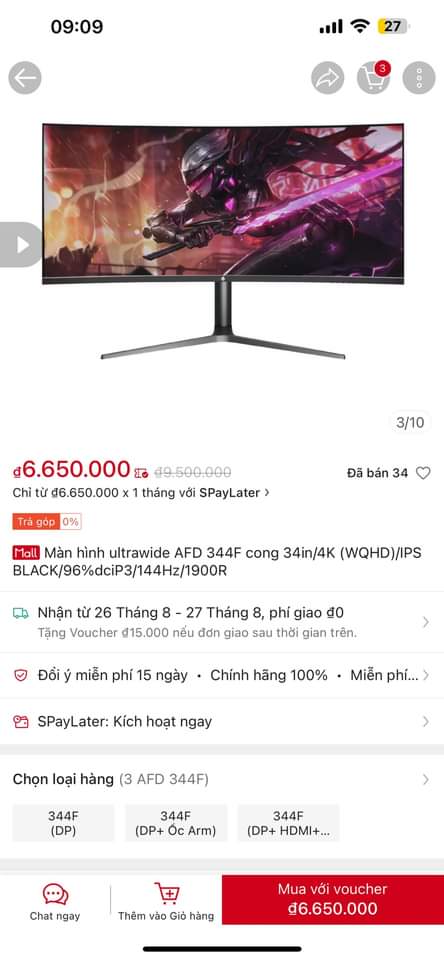 09:09
27
3
3/10
₫6.650.000 ₫9.500.000
Đã bán 34
Chỉ từ ₫6.650.000 x 1 tháng với SPayLater >
Trả góp 0%
Mall Màn hình ultrawide AFD 344F cong 34in/4K (WQHD)/IPS
BLACK/96%dciP3/144Hz/1900R
Nhận từ 26 Tháng 8 - 27 Tháng 8, phí giao ₫0
Tặng Voucher ₫15.000 nếu đơn giao sau thời gian trên.
Đổi ý miễn phí 15 ngày • Chính hãng 100% • Miễn phí...
SPayLater: Kích hoạt ngay
Chọn loại hàng (3 AFD 344F)
344F
(DP)
344F
(DP+ Ốc Arm)
344F
(DP+ HDMI+...
Chat ngay
Thêm vào Giỏ hàng
Mua với voucher
₫6.650.000